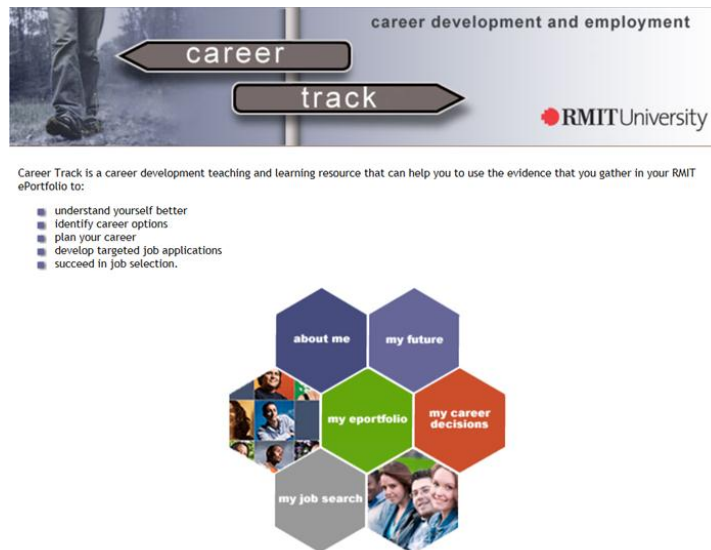 career development and employment
career
track
RMIT University
Career Track is a career development teaching and learning resource that can help you to use the evidence that you gather in your RMIT
ePortfolio to:
understand yourself better
identify career options
plan your career
develop targeted job applications
succeed in job selection.
about me
my future
my eportfolio
my career
decisions
my job search